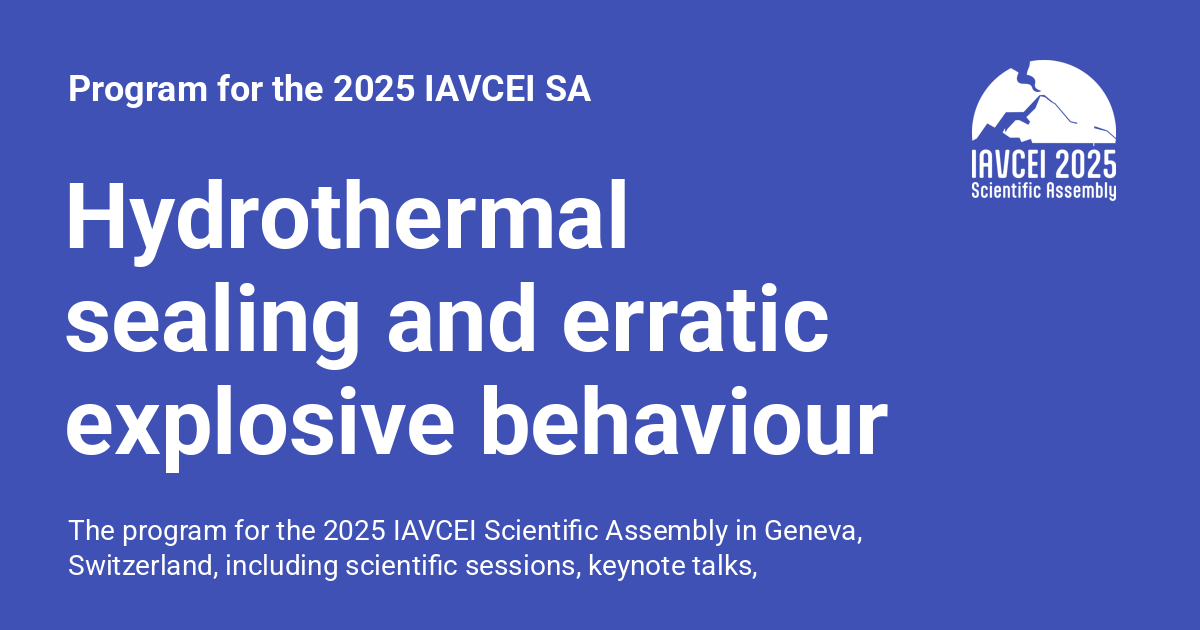 Program for the 2025 IAVCEI SA
IAVCEI 2025
Scientific Assembly
Hydrothermal
sealing and erratic
explosive behaviour
The program for the 2025 IAVCEI Scientific Assembly in Geneva,
Switzerland, including scientific sessions, keynote talks,